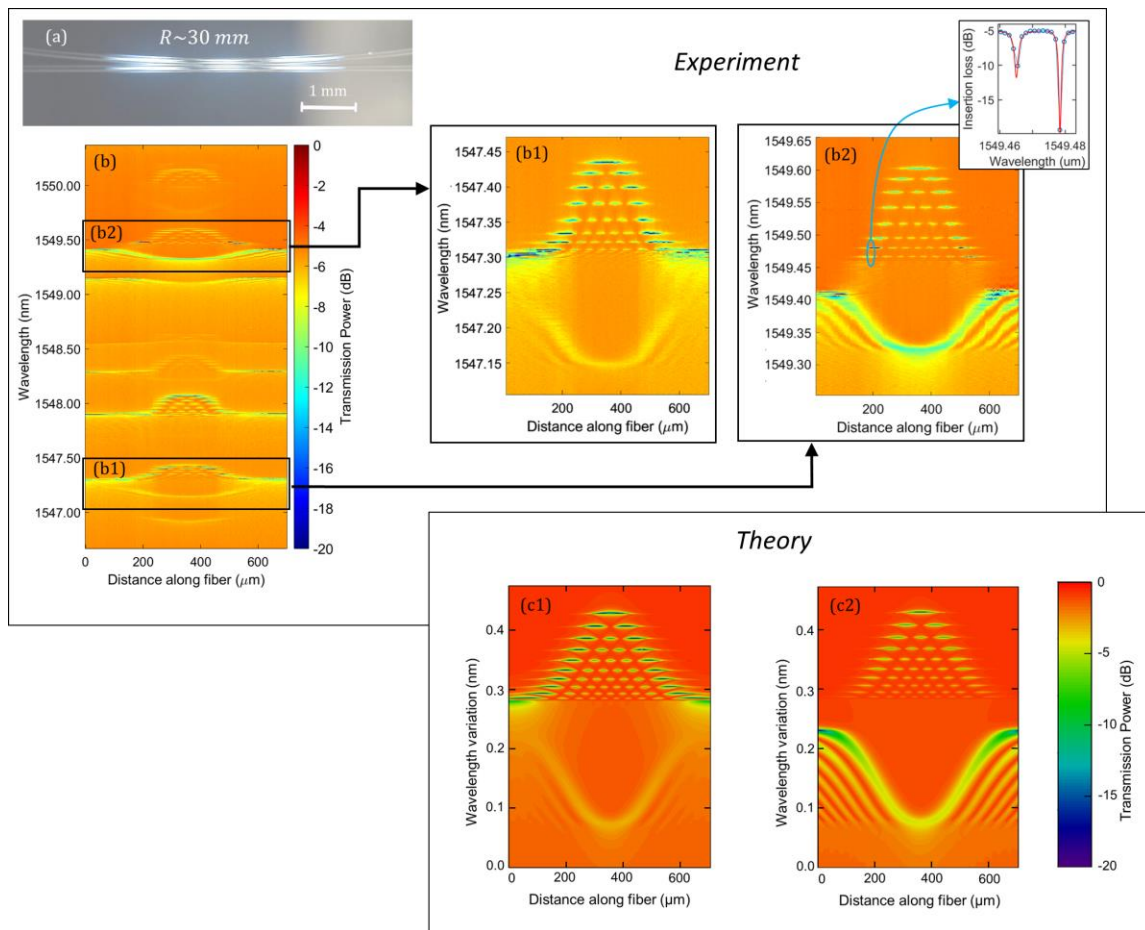 (a)
R~30 mm
1 mm
Experiment
Insertion loss (dB)
-5
-10
-15
1549.46
1549.48
Wavelength (um)
(b)
Wavelength (nm)
1550.00
1549.50
1549.00
1548.50
1548.00
1547.50
1547.00
(b2)
(b1)
0
200
400
600
Distance along fiber (μm)
Transmission Power (dB)
0
-2
-4
-6
-8
-10
-12
-14
-16
-18
-20
(b1)
Wavelength (nm)
1547.45
1547.40
1547.35
1547.30
1547.25
1547.20
1547.15
200
400
600
Distance along fiber (μm)
(b2)
Wavelength (nm)
1549.65
1549.60
1549.55
1549.50
1549.45
1549.40
1549.35
1549.30
200
400
600
Distance along fiber (μm)
Theory
(c1)
Wavelength variation (nm)
0.4
0.3
0.2
0.1
0.0
0
200
400
600
Distance along fiber (μm)
(c2)
Wavelength variation (nm)
0.4
0.3
0.2
0.1
0.0
0
200
400
600
Distance along fiber (μm)
Transmission Power (dB)
0
-5
-10
-15
-20